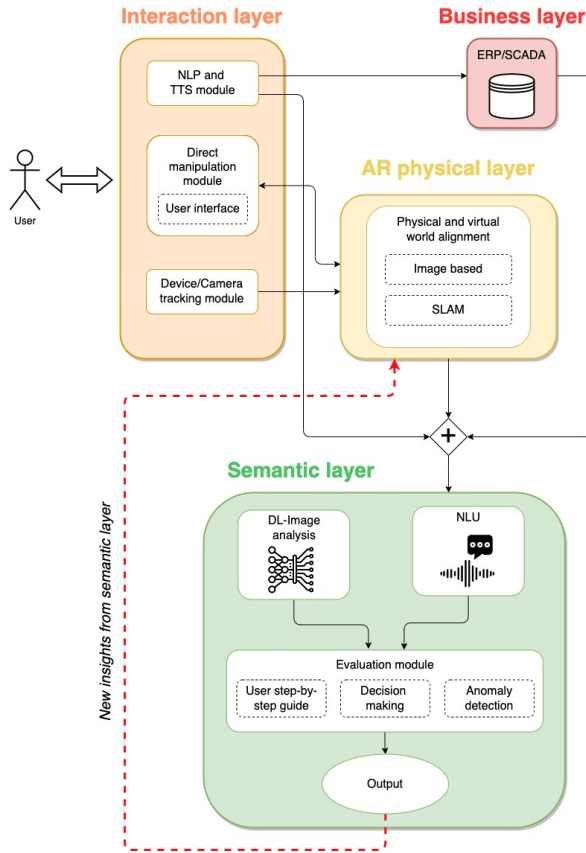 Interaction layer
Business layer
NLP and
TTS module
ERP/SCADA
Direct
manipulation
module
User interface
User
AR physical layer
Physical and virtual
world alignment
Image based
SLAM
Device/Camera
tracking module
+
Semantic layer
DL-Image
analysis
NLU
New insights from semantic layer
Evaluation module
User step-by-
step guide
Decision
making
Anomaly
detection
Output